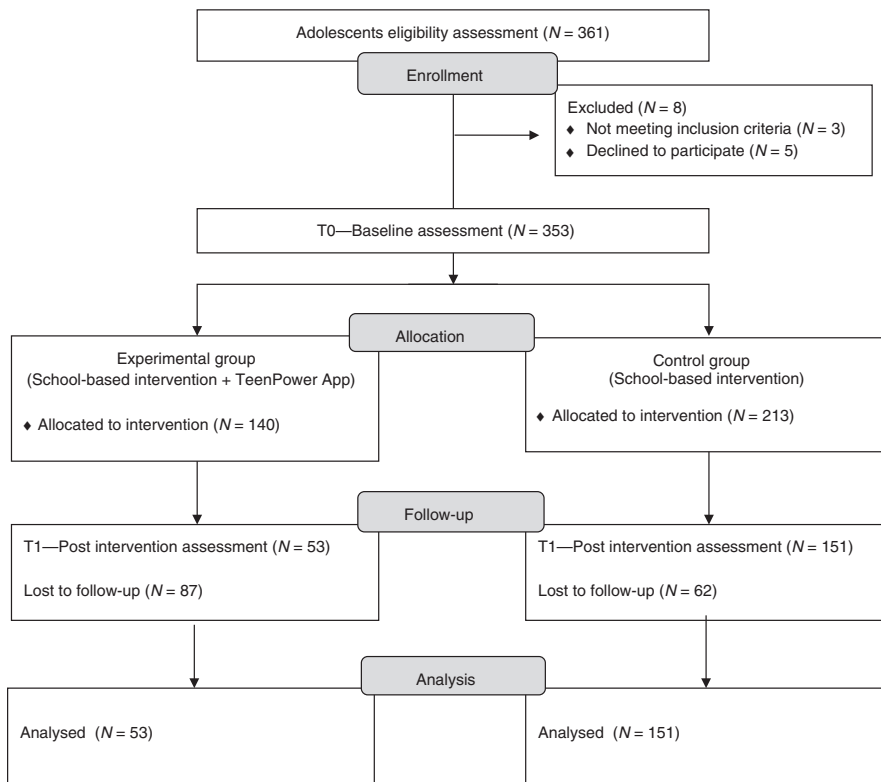 Adolescents eligibility assessment (N = 361)
Enrollment
Excluded (N = 8)
♦ Not meeting inclusion criteria (N = 3)
♦ Declined to participate (N = 5)
T0—Baseline assessment (N = 353)
Allocation
Experimental group
(School-based intervention + TeenPower App)
♦ Allocated to intervention (N = 140)
Control group
(School-based intervention)
♦ Allocated to intervention (N = 213)
Follow-up
T1—Post intervention assessment (N = 53)
Lost to follow-up (N = 87)
T1—Post intervention assessment (N = 151)
Lost to follow-up (N = 62)
Analysis
Analysed (N = 53)
Analysed (N = 151)